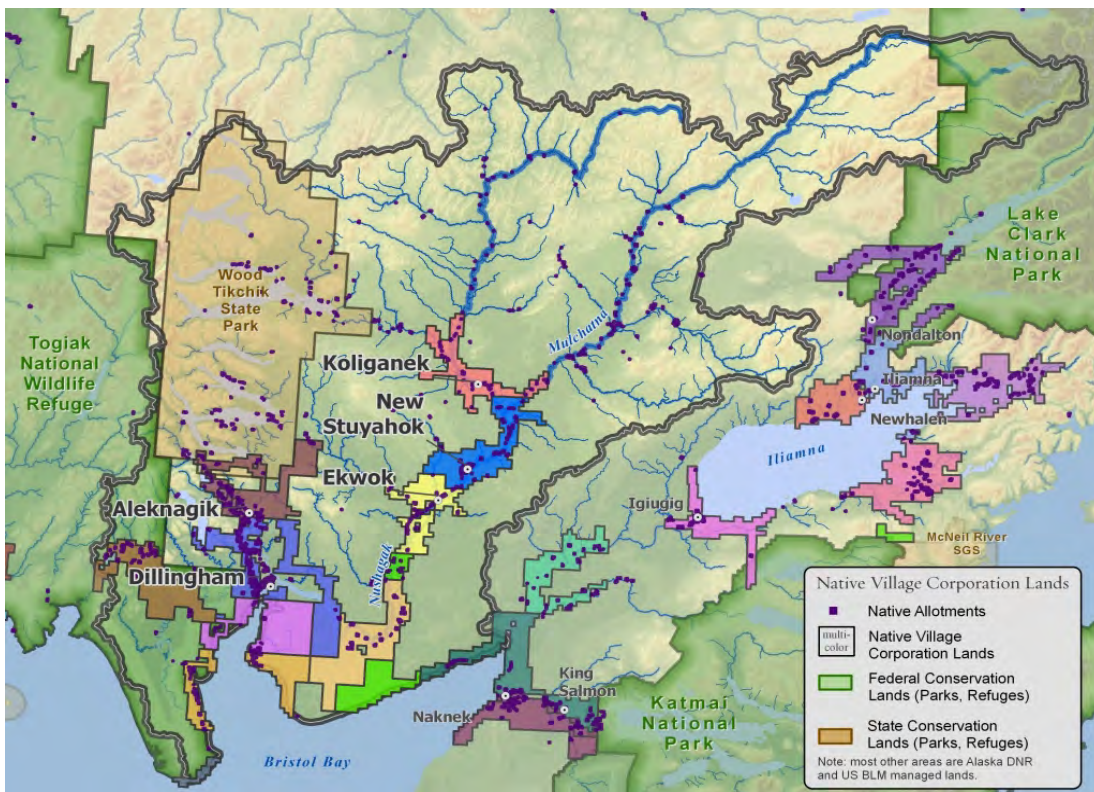 Wood
Tikchik
State
Park
Lake
Clark
National
Park
Togiak
National
Wildlife
Refuge
Mulchatna
Koliganek
New
Stuyahok
Ekwok
Aleknagik
Dillingham
Nushagak
Nondalton
Iliamna
Newhalen
Iliamna
Igiugig
McNeil River
SGS
King
Salmon
Naknek
Katmai
National
Park
Bristol Bay
Native Village Corporation Lands
Native Allotments
multi-
color
Native Village
Corporation Lands
Federal Conservation
Lands (Parks, Refuges)
State Conservation
Lands (Parks, Refuges)
Note: most other areas are Alaska DNR
and US BLM managed lands.